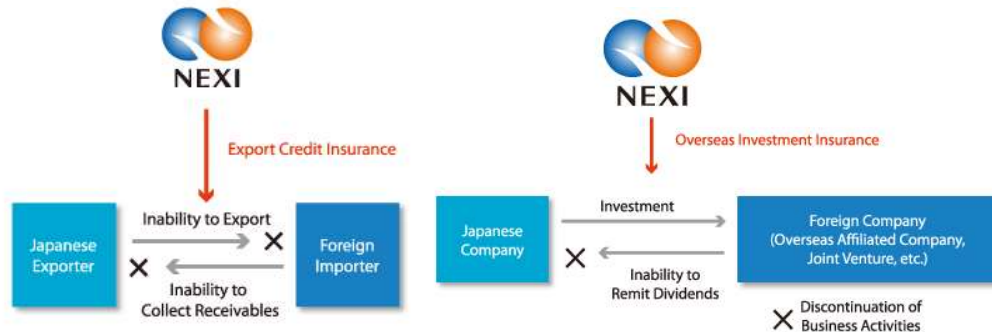 NEXI
Export Credit Insurance
Japanese
Exporter
Inability to Export
Inability to
Collect Receivables
Foreign
Importer
NEXI
Overseas Investment Insurance
Japanese
Company
Investment
Inability to
Remit Dividends
Foreign Company
(Overseas Affiliated Company,
Joint Venture, etc.)
Discontinuation of
Business Activities